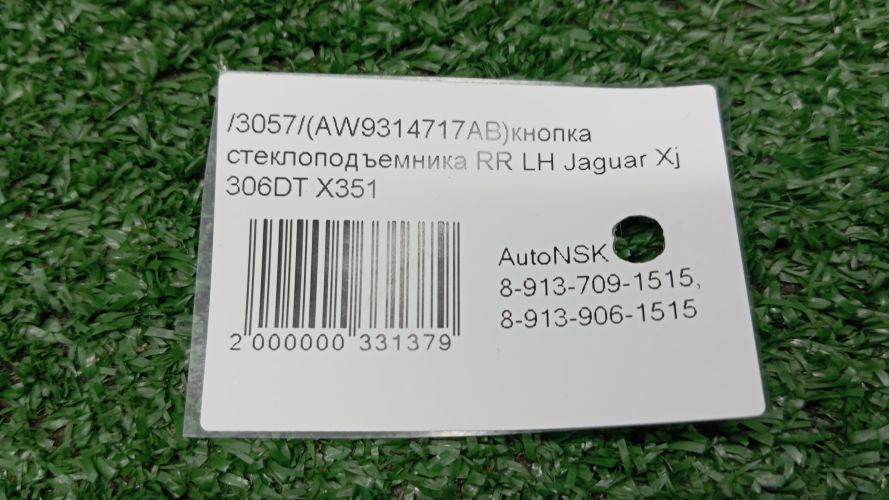 /3057/(AW9314717AB)кнопка
стеклоподъемника RR LH Jaguar Xj
306DT X351
AutoNSK
8-913-709-1515,
8-913-906-1515
2 000000 331379